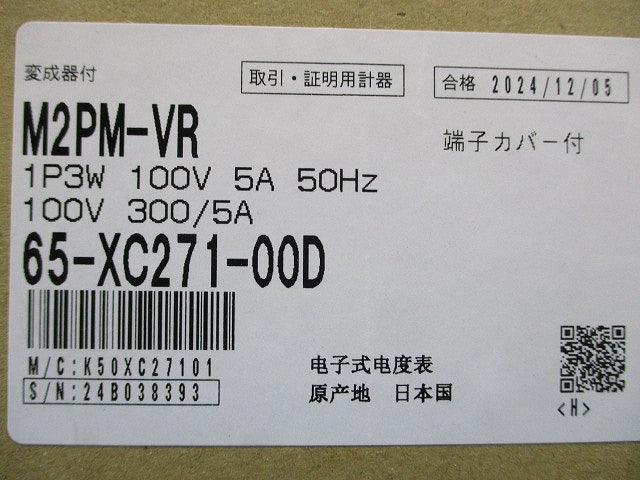 変成器付
取引・証明用計器
合格 2024/12/05
M2PM-VR
端子カバー付
1P3W 100V 5A 50Hz
100V 300/5A
65-XC271-00D
M/C:K50XC27101
S/N:24B038393
电子式电度表
原产地 日本国
<H>